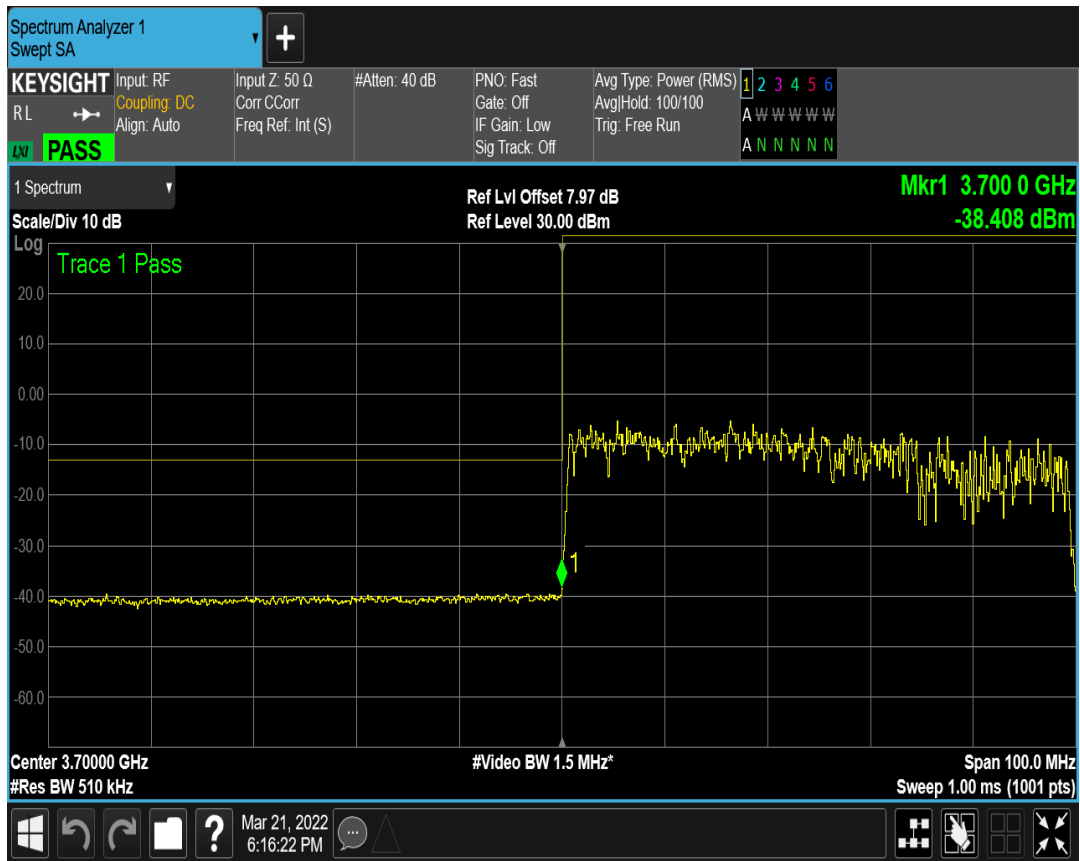 Spectrum Analyzer 1
Swept SA
+
KEYSIGHT
R L
LXI PASS
Input: RF
Coupling: DC
Align: Auto
Input Z: 50 Ω
Corr CCorr
Freq Ref: Int (S)
#Atten: 40 dB
PNO: Fast
Gate: Off
IF Gain: Low
Sig Track: Off
Avg Type: Power (RMS)
Avg|Hold: 100/100
Trig: Free Run
1 2 3 4 5 6
A W W W W W
A N N N N N
1 Spectrum
Scale/Div 10 dB
Ref Lvl Offset 7.97 dB
Ref Level 30.00 dBm
Mkr1 3.700 0 GHz
-38.408 dBm
Log
Trace 1 Pass
20.0
10.0
0.00
-10.0
-20.0
-30.0
1
-40.0
-50.0
-60.0
Center 3.70000 GHz
#Res BW 510 kHz
#Video BW 1.5 MHz*
Span 100.0 MHz
Sweep 1.00 ms (1001 pts)
?
Mar 21, 2022
6:16:22 PM